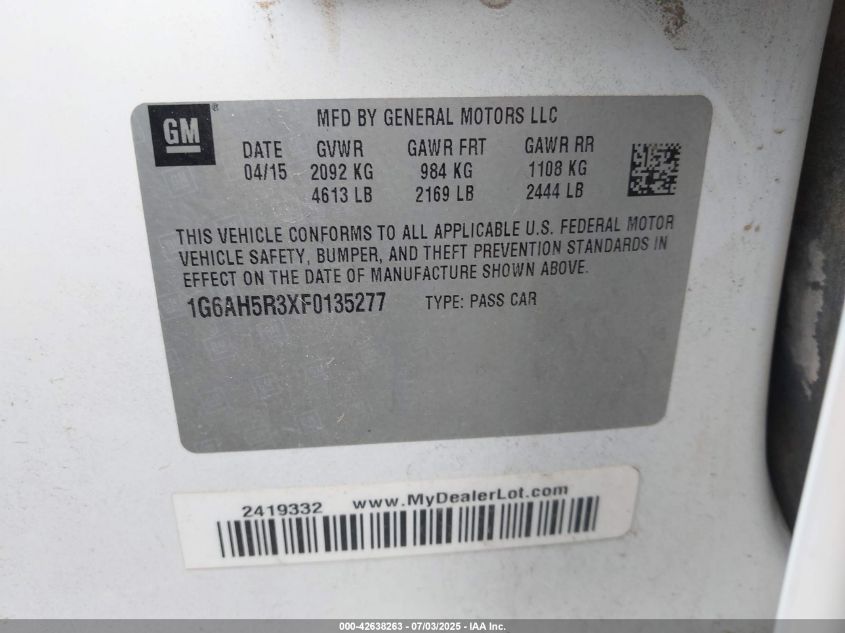 GM
MFD BY GENERAL MOTORS LLC
DATE GVWR GAWR FRT GAWR RR
04/15 2092 KG 984 KG 1108 KG
4613 LB 2169 LB 2444 LB
THIS VEHICLE CONFORMS TO ALL APPLICABLE U.S. FEDERAL MOTOR
VEHICLE SAFETY, BUMPER, AND THEFT PREVENTION STANDARDS IN
EFFECT ON THE DATE OF MANUFACTURE SHOWN ABOVE.
1G6AH5R3XF0135277 TYPE: PASS CAR
2419332 www.MyDealerLot.com
000-42638263 - 07/03/2025 - IAA Inc.